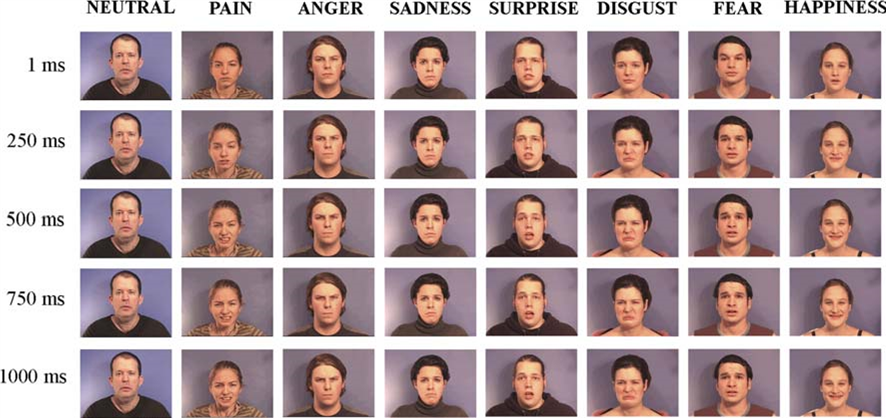 NEUTRAL PAIN ANGER SADNESS SURPRISE DISGUST FEAR HAPPINESS
1 ms
250 ms
500 ms
750 ms
1000 ms